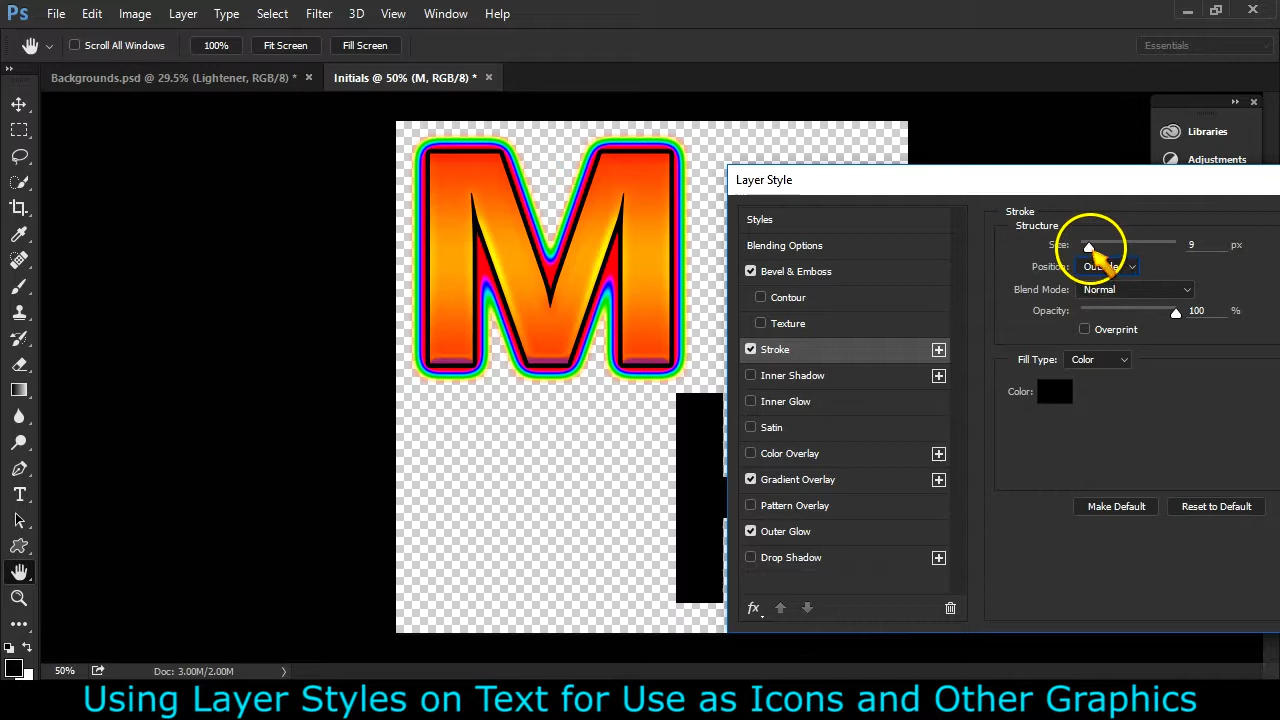 Ps File Edit Image Layer Type Select Filter 3D View Window Help
Scroll All Windows 100% Fit Screen Fill Screen Essentials
Backgrounds.psd @ 29.5% (Lightener, RGB/8) * × Initials @ 50% (M, RGB/8) * ×
M
Libraries
Adjustments
Layer Style
Styles
Blending Options
Bevel & Emboss
Contour
Texture
Stroke
Inner Shadow
Inner Glow
Satin
Color Overlay
Gradient Overlay
Pattern Overlay
Outer Glow
Drop Shadow
fx
Stroke
Structure
Size: 9 px
Position: Outside
Blend Mode: Normal
Opacity: 100 %
Overprint
Fill Type: Color
Color:
Make Default Reset to Default
50% Doc: 3.00M/2.00M
Using Layer Styles on Text for Use as Icons and Other Graphics